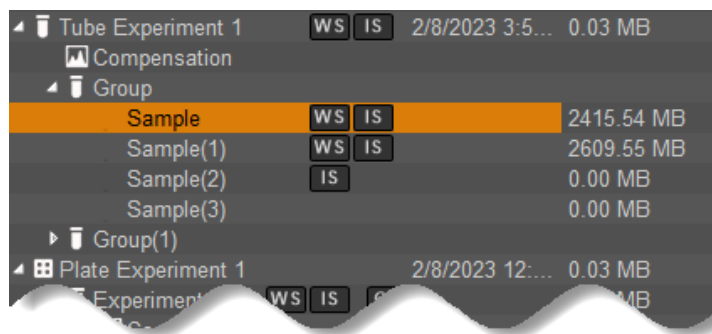 Tube Experiment 1 WS IS 2/8/2023 3:5... 0.03 MB
Compensation
Group
Sample WS IS 2415.54 MB
Sample(1) WS IS 2609.55 MB
Sample(2) IS 0.00 MB
Sample(3) 0.00 MB
Group(1)
Plate Experiment 1 2/8/2023 12:... 0.03 MB
Experiment WS IS MB